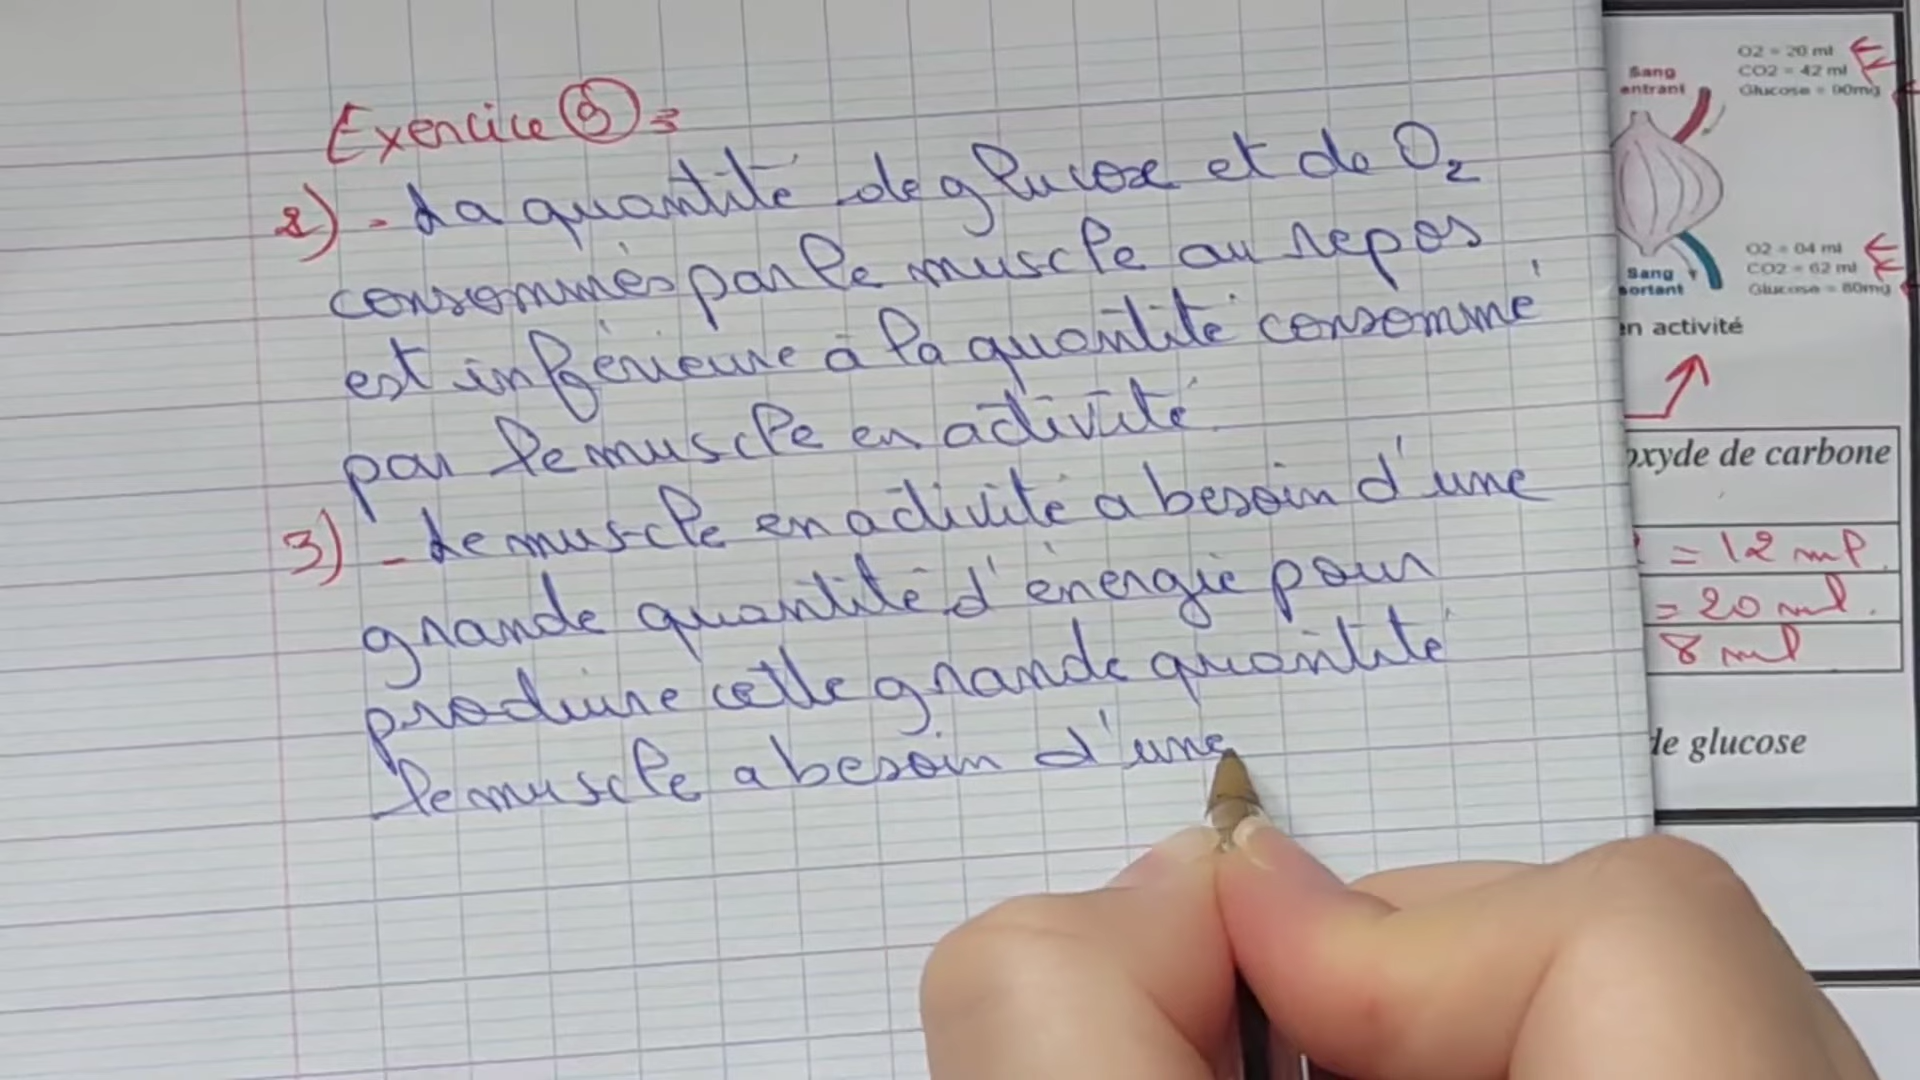 Exercice 3 =
2) - La quantité de glucose et de O2
consommés par le muscle au repos
est inférieure à la quantité consommé
par le muscle en activité
3) - Le muscle en activité a besoin d'une
grande quantité d'énergie pour
produire cette grande quantité
le muscle a besoin d'une
O2 = 20 ml
CO2 = 42 ml
Glucose = 90mg
Sang
entrant
O2 = 04 ml
CO2 = 62 ml
Glucose = 80mg
Sang
sortant
en activité
oxyde de carbone
= 12 ml
= 20 ml.
8 ml
de glucose